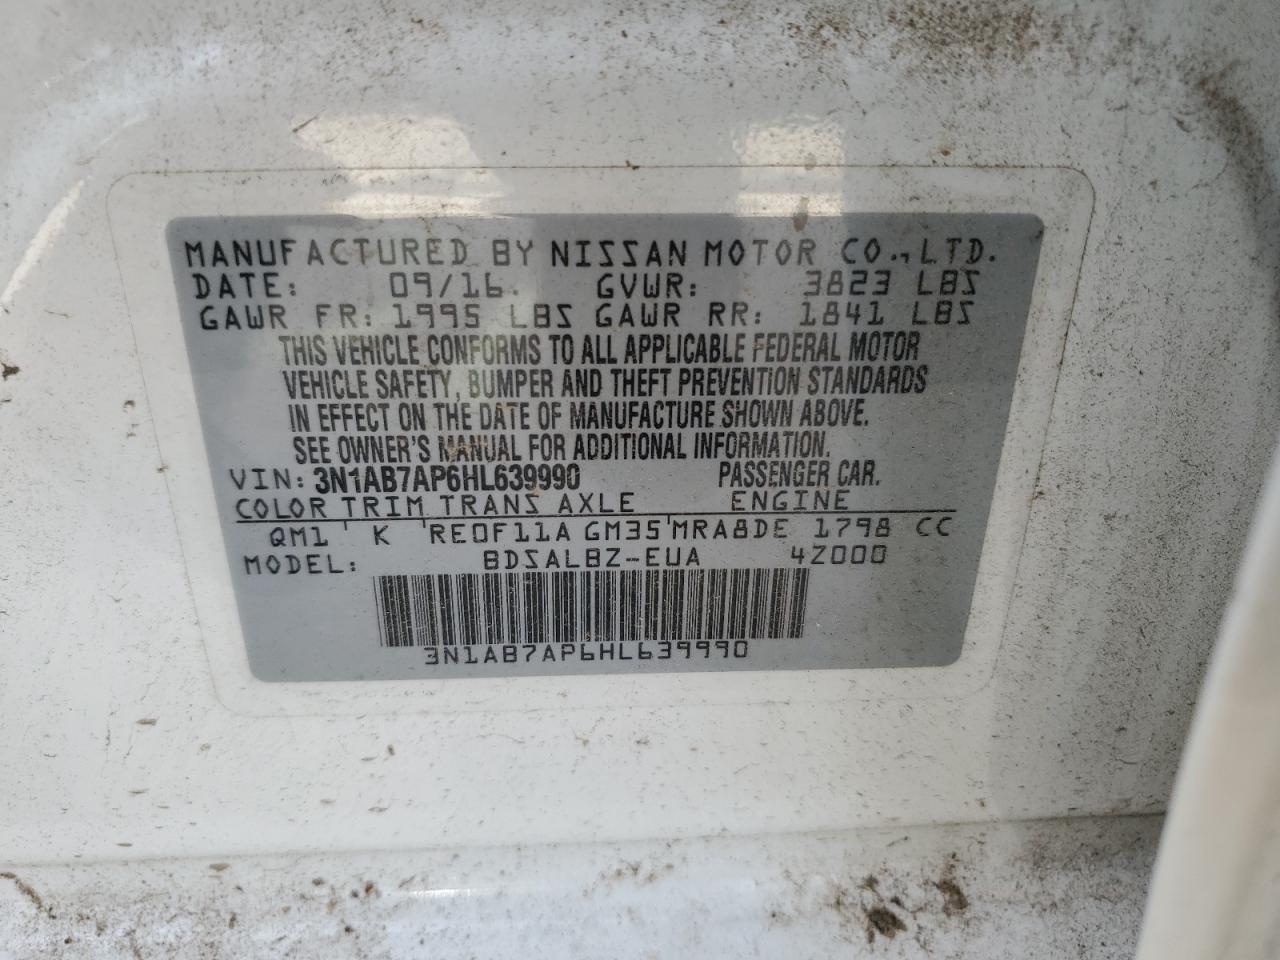 MANUFACTURED BY NISSAN MOTOR CO., LTD.
DATE: 09/16. GVWR: 3823 LBS
GAWR FR: 1995 LBS GAWR RR: 1841 LBS
THIS VEHICLE CONFORMS TO ALL APPLICABLE FEDERAL MOTOR
VEHICLE SAFETY, BUMPER AND THEFT PREVENTION STANDARDS
IN EFFECT ON THE DATE OF MANUFACTURE SHOWN ABOVE.
SEE OWNER'S MANUAL FOR ADDITIONAL INFORMATION.
VIN: 3N1AB7AP6HL639990 PASSENGER CAR.
COLOR TRIM TRANS AXLE ENGINE
QM1 K RE0F11A GM35 MRA8DE 1798 CC
MODEL: BDSALBZ-EUA 4Z000
3N1AB7AP6HL639990